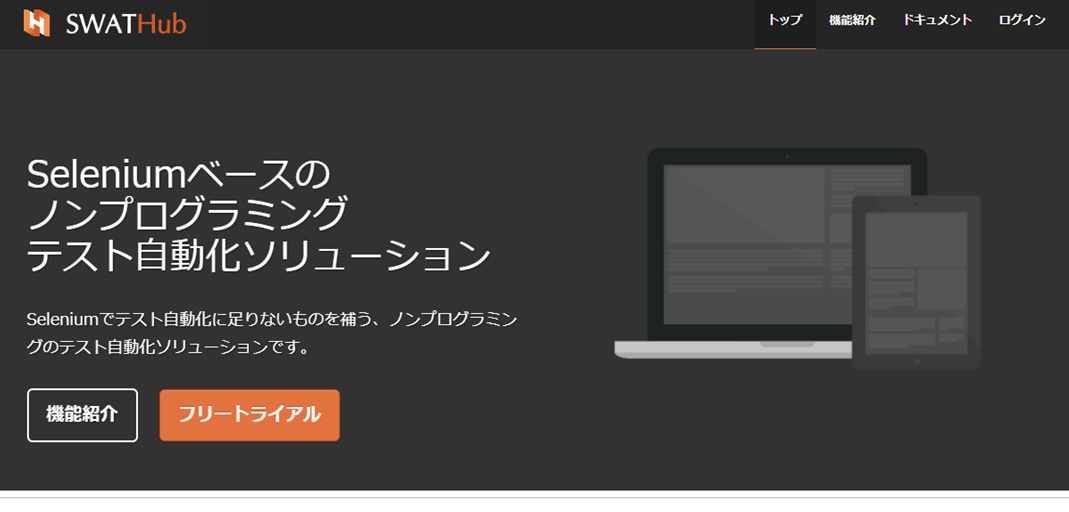 SWATHub
トップ 機能紹介 ドキュメント ログイン
Seleniumベースの
ノンプログラミング
テスト自動化ソリューション
Seleniumでテスト自動化に足りないものを補う、ノンプログラミン
グのテスト自動化ソリューションです。
機能紹介 フリートライアル